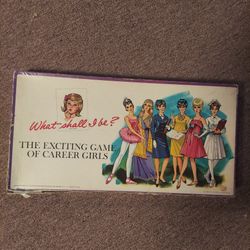 What shall I be?
THE EXCITING GAME
OF CAREER GIRLS